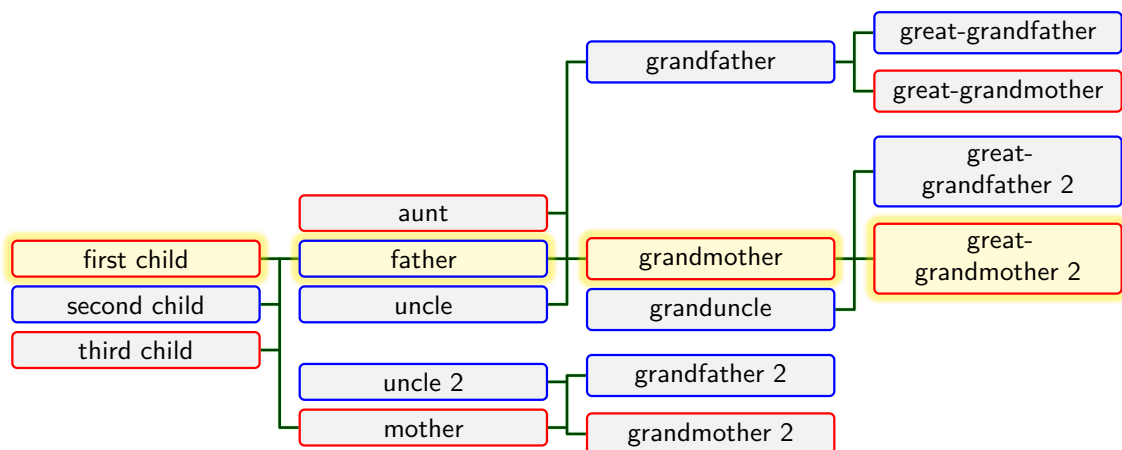 great-grandfather
grandfather
great-grandmother
great-
grandfather 2
aunt
first child
father
grandmother
great-
grandmother 2
second child
uncle
granduncle
third child
uncle 2
grandfather 2
mother
grandmother 2